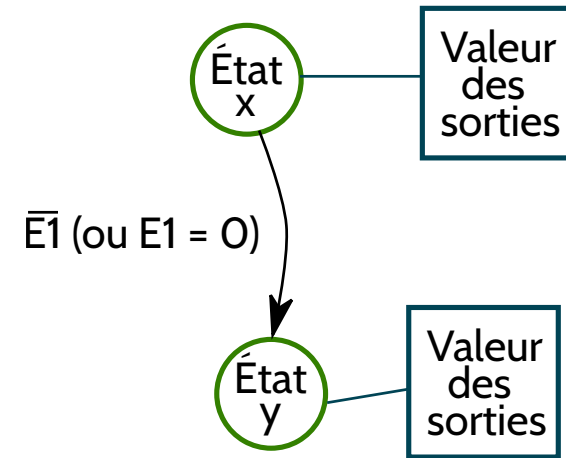 État
x
Valeur
des
sorties
E̅1̅ (ou E1 = 0)
État
y
Valeur
des
sorties